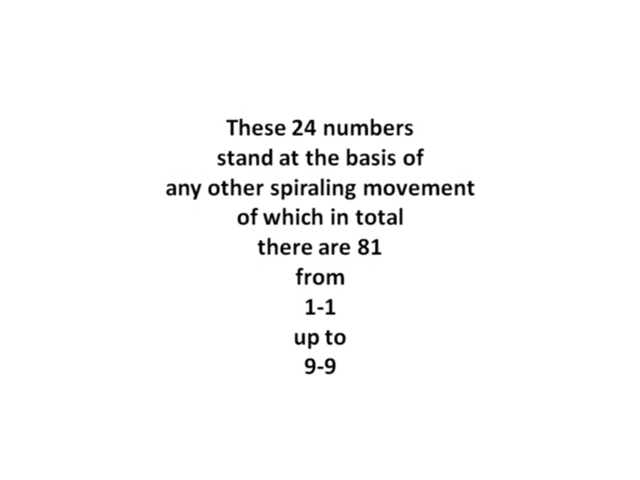 These 24 numbers
stand at the basis of
any other spiraling movement
of which in total
there are 81
from
1-1
up to
9-9